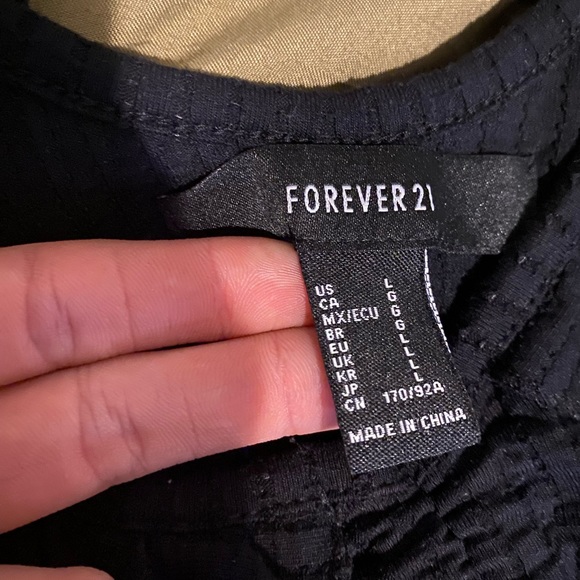 FOREVER 21
US L
CA G
MX/ECU G
BR G
EU L
UK L
KR L
JP L
CN 170/92A
MADE IN CHINA